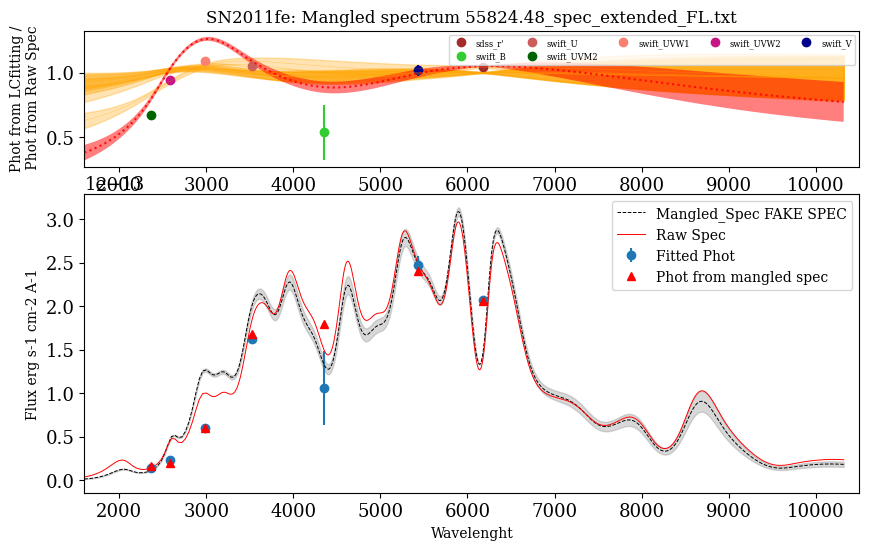 SN2011fe: Mangled spectrum 55824.48_spec_extended_FL.txt
Phot from LCfitting /
Phot from Raw Spec
1.0
0.5
sdss_r' swift_U swift_UVW1 swift_UVW2 swift_V
swift_B swift_UVM2
2000 3000 4000 5000 6000 7000 8000 9000 10000
1e−13
Flux erg s-1 cm-2 A-1
3.0
2.5
2.0
1.5
1.0
0.5
0.0
Mangled_Spec FAKE SPEC
Raw Spec
Fitted Phot
Phot from mangled spec
2000 3000 4000 5000 6000 7000 8000 9000 10000
Wavelenght